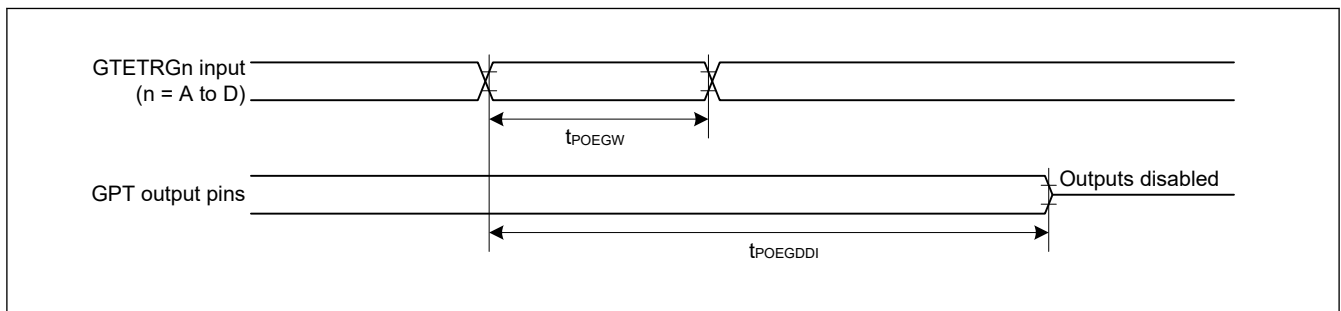 GTETRGn input
(n = A to D)
tPOEGW
GPT output pins
Outputs disabled
tPOEGDDI